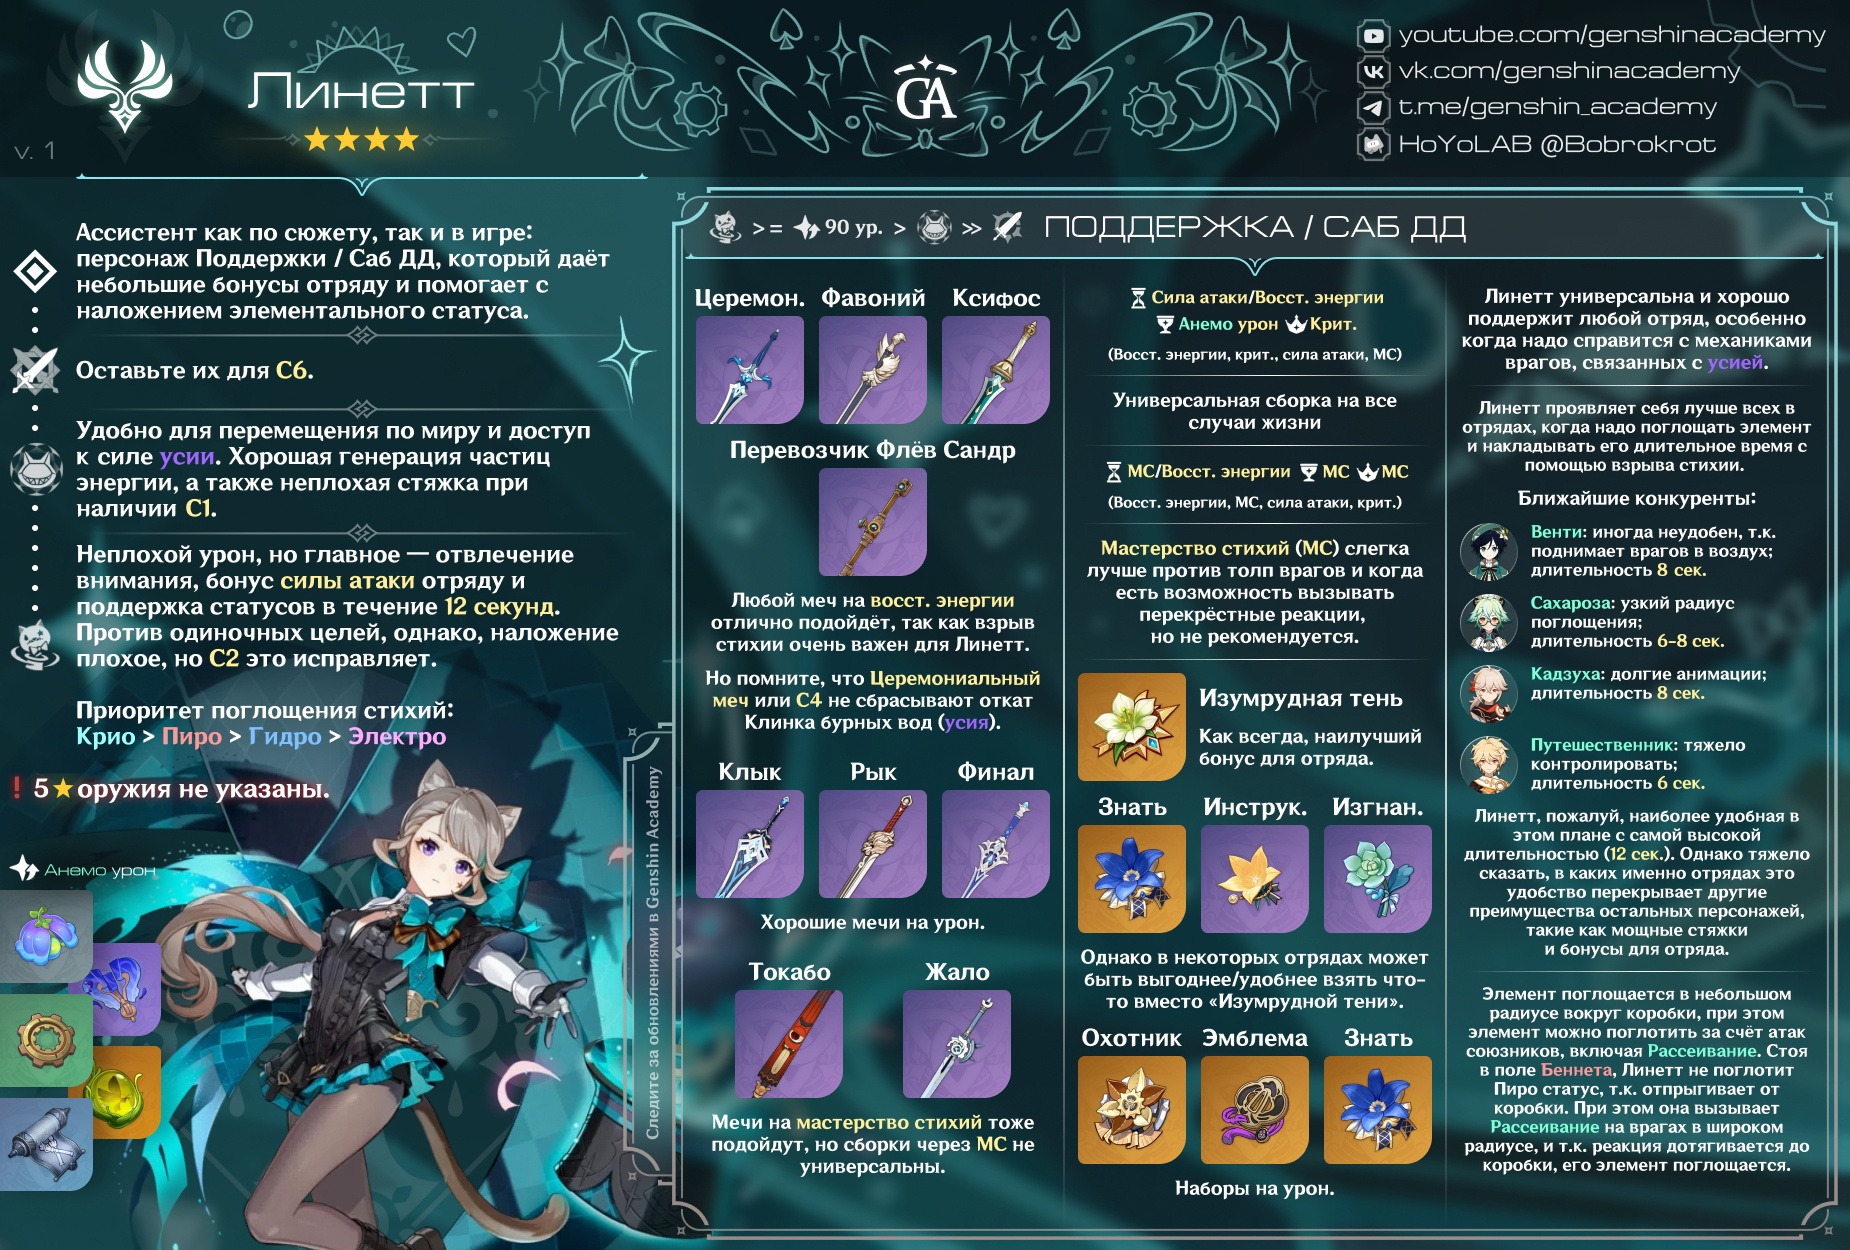 Линетт
v. 1
GA
youtube.com/genshinacademy
vk.com/genshinacademy
t.me/genshin_academy
HoYoLAB @Bobrokrot
Ассистент как по сюжету, так и в игре:
персонаж Поддержки / Саб ДД, который даёт
небольшие бонусы отряду и помогает с
наложением элементального статуса.
Оставьте их для С6.
Удобно для перемещения по миру и доступ
к силе усии. Хорошая генерация частиц
энергии, а также неплохая стяжка при
наличии С1.
Неплохой урон, но главное — отвлечение
внимания, бонус силы атаки отряду и
поддержка статусов в течение 12 секунд.
Против одиночных целей, однако, наложение
плохое, но С2 это исправляет.
Приоритет поглощения стихий:
Крио > Пиро > Гидро > Электро
! 5★оружия не указаны.
Анемо урон
Следите за обновлениями в Genshin Academy
>= 90 ур. > >> ПОДДЕРЖКА / САБ ДД
Церемон. Фавоний Ксифос
Перевозчик Флёв Сандр
Любой меч на восст. энергии
отлично подойдёт, так как взрыв
стихии очень важен для Линетт.
Но помните, что Церемониальный
меч или С4 не сбрасывают откат
Клинка бурных вод (усия).
Клык Рык Финал
Хорошие мечи на урон.
Токабо Жало
Мечи на мастерство стихий тоже
подойдут, но сборки через МС не
универсальны.
Сила атаки/Восст. энергии
Анемо урон Крит.
(Восст. энергии, крит., сила атаки, МС)
Универсальная сборка на все
случаи жизни
МС/Восст. энергии МС МС
(Восст. энергии, МС, сила атаки, крит.)
Мастерство стихий (МС) слегка
лучше против толп врагов и когда
есть возможность вызывать
перекрёстные реакции,
но не рекомендуется.
Изумрудная тень
Как всегда, наилучший
бонус для отряда.
Знать Инструк. Изгнан.
Однако в некоторых отрядах может
быть выгоднее/удобнее взять что-
то вместо «Изумрудной тени».
Охотник Эмблема Знать
Наборы на урон.
Линетт универсальна и хорошо
поддержит любой отряд, особенно
когда надо справится с механиками
врагов, связанных с усией.
Линетт проявляет себя лучше всех в
отрядах, когда надо поглощать элемент
и накладывать его длительное время с
помощью взрыва стихии.
Ближайшие конкуренты:
Венти: иногда неудобен, т.к.
поднимает врагов в воздух;
длительность 8 сек.
Сахароза: узкий радиус
поглощения;
длительность 6-8 сек.
Кадзуха: долгие анимации;
длительность 8 сек.
Путешественник: тяжело
контролировать;
длительность 6 сек.
Линетт, пожалуй, наиболее удобная в
этом плане с самой высокой
длительностью (12 сек.). Однако тяжело
сказать, в каких именно отрядах это
удобство перекрывает другие
преимущества остальных персонажей,
такие как мощные стяжки
и бонусы для отряда.
Элемент поглощается в небольшом
радиусе вокруг коробки, при этом
элемент можно поглотить за счёт атак
союзников, включая Рассеивание. Стоя
в поле Беннета, Линетт не поглотит
Пиро статус, т.к. отпрыгивает от
коробки. При этом она вызывает
Рассеивание на врагах в широком
радиусе, и т.к. реакция дотягивается до
коробки, его элемент поглощается.